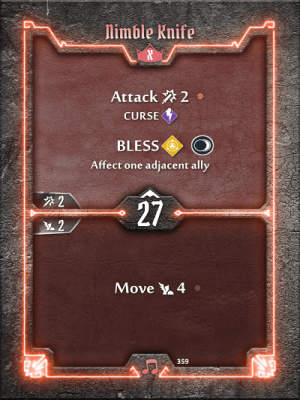 Nimble Knife
X
Attack 2
CURSE
BLESS
Affect one adjacent ally
2
27
2
Move 4
359